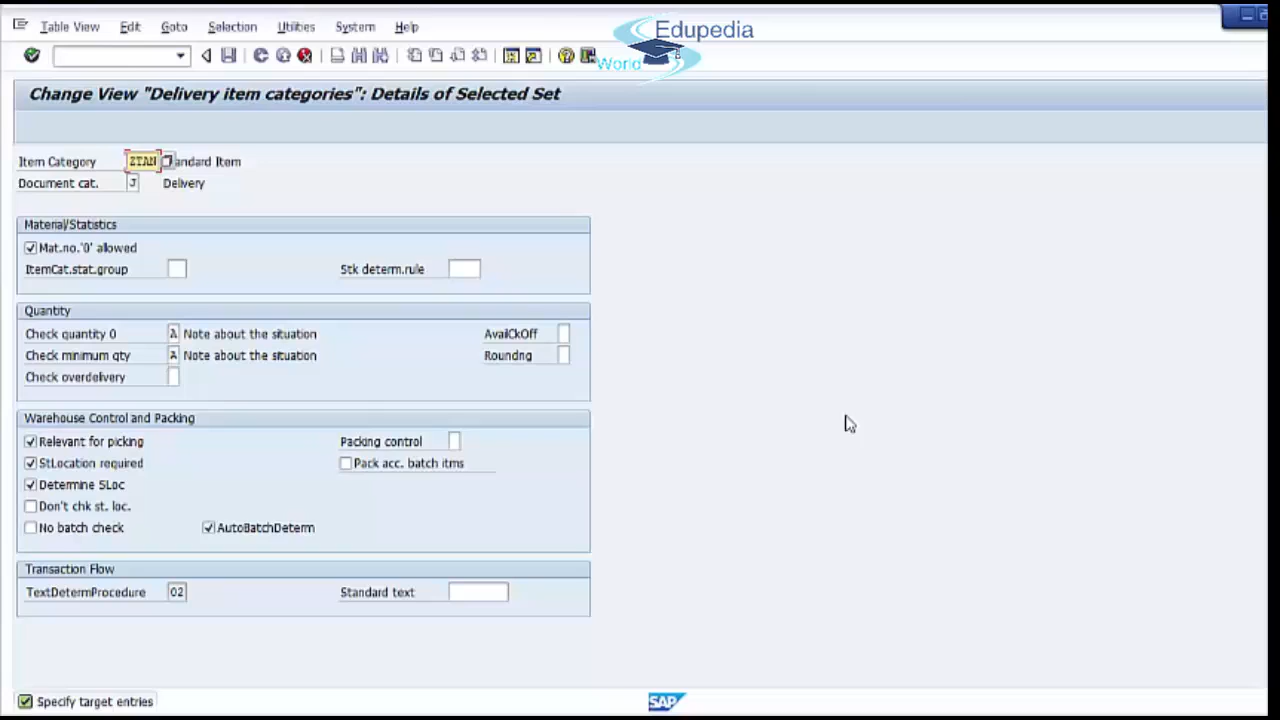 Table View Edit Goto Selection Utilities System Help
Edupedia
World
Change View "Delivery item categories": Details of Selected Set
Item Category ZTAN andard Item
Document cat. J Delivery
Material/Statistics
Mat.no.'0' allowed
ItemCat.stat.group Stk determ.rule
Quantity
Check quantity 0 A Note about the situation AvailCkOff
Check minimum qty A Note about the situation Roundng
Check overdelivery
Warehouse Control and Packing
Relevant for picking Packing control
StLocation required Pack acc. batch itms
Determine SLoc
Don't chk st. loc.
No batch check AutoBatchDeterm
Transaction Flow
TextDetermProcedure 02 Standard text
Specify target entries SAP